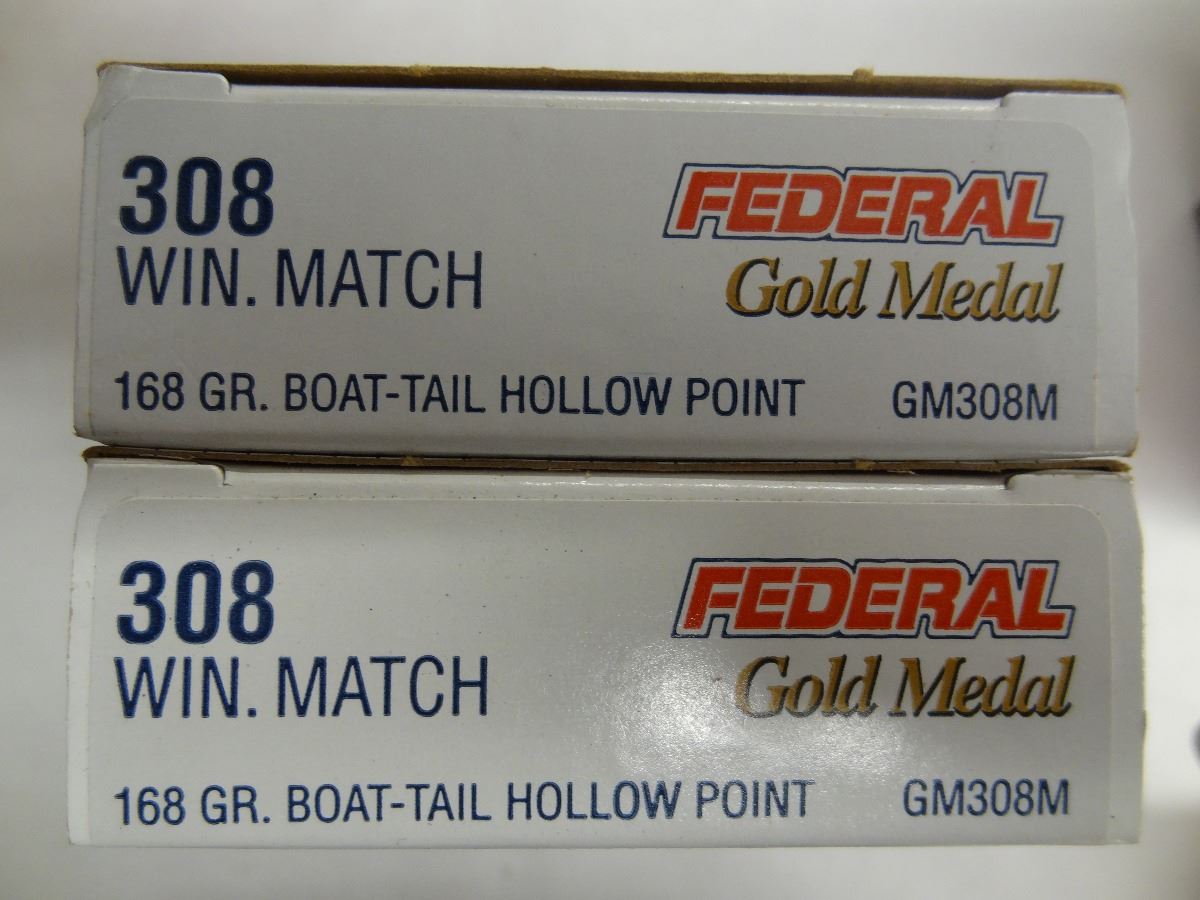 308
WIN. MATCH
FEDERAL
Gold Medal
168 GR. BOAT-TAIL HOLLOW POINT GM308M
308
WIN. MATCH
FEDERAL
Gold Medal
168 GR. BOAT-TAIL HOLLOW POINT GM308M